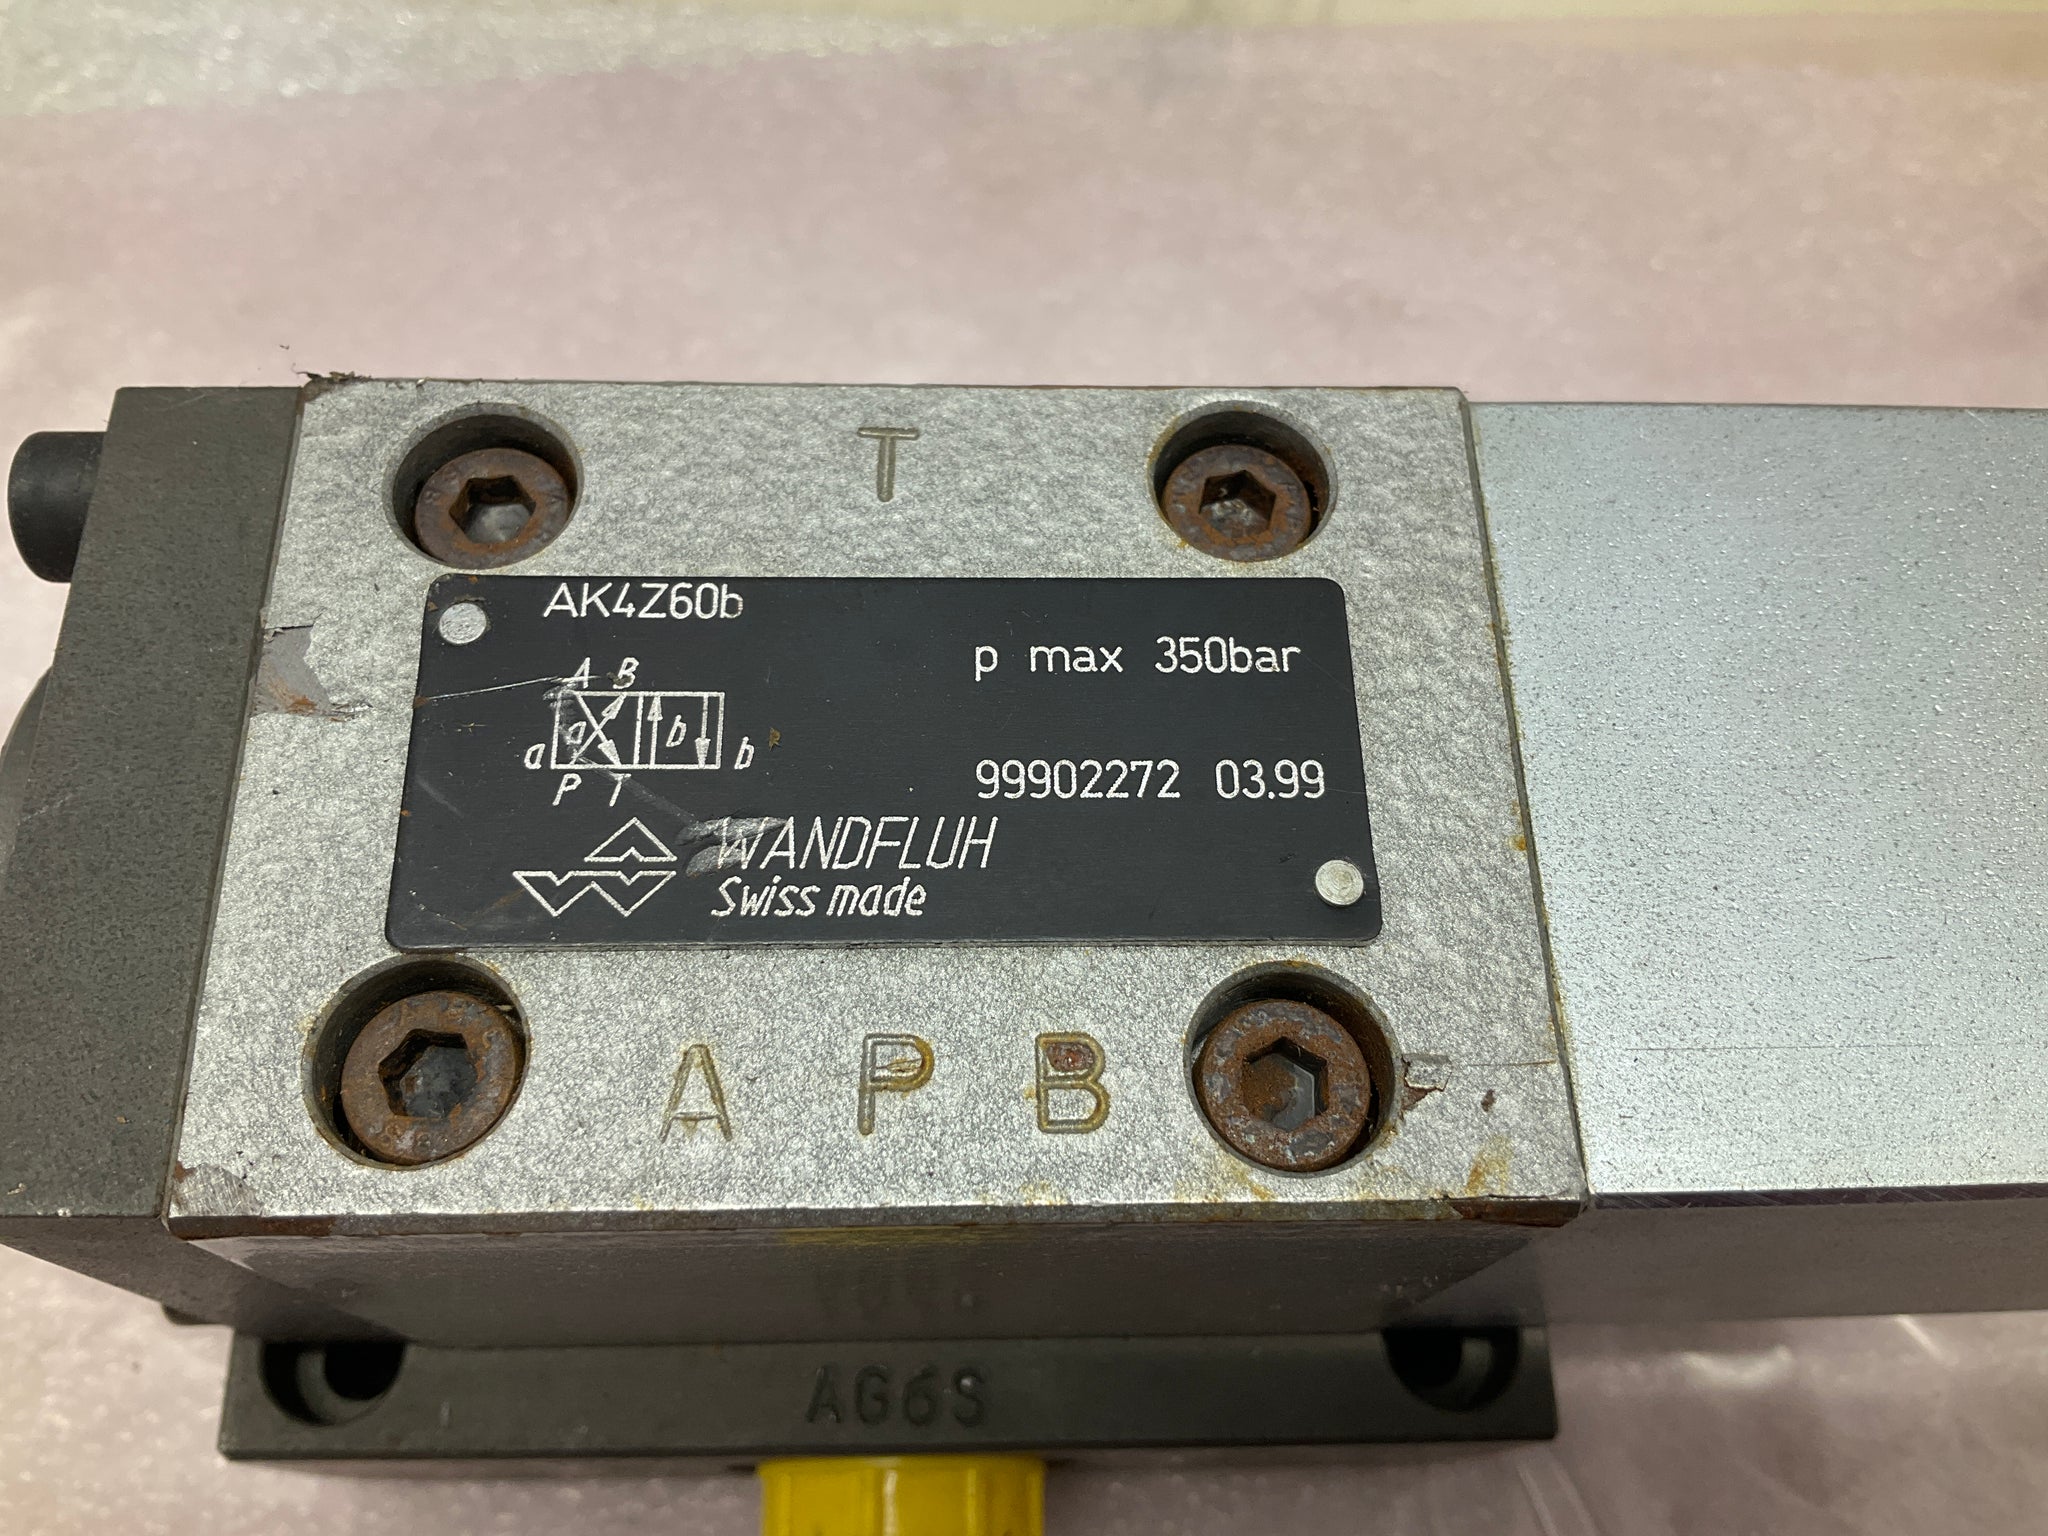 T
AK4Z60b
p max 350bar
A B
a a b b
P T
99902272 03.99
WANDFLUH
Swiss made
A P B
AG6S